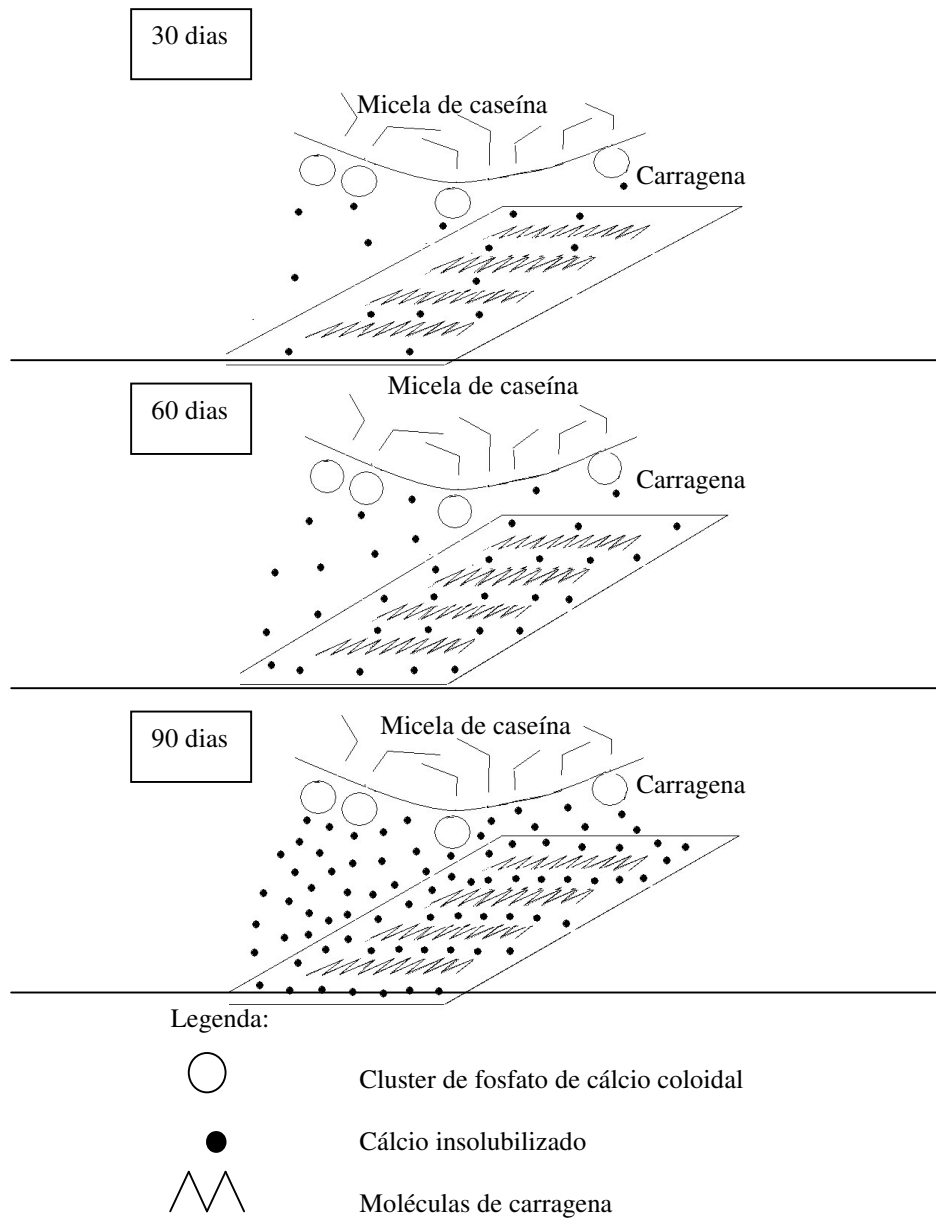 30 dias
Micela de caseína
Carragena
60 dias
Micela de caseína
Carragena
90 dias
Micela de caseína
Carragena
Legenda:
Cluster de fosfato de cálcio coloidal
Cálcio insolubilizado
Moléculas de carragena